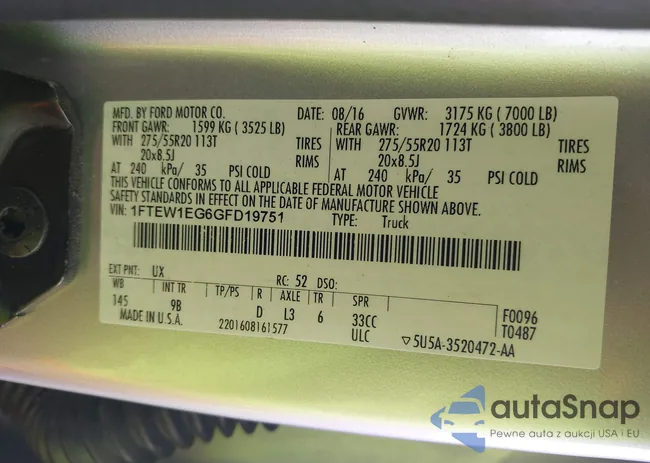 MFD. BY FORD MOTOR CO. DATE: 08/16 GVWR: 3175 KG ( 7000 LB)
FRONT GAWR: 1599 KG ( 3525 LB) REAR GAWR: 1724 KG ( 3800 LB)
WITH 275/55R20 113T TIRES WITH 275/55R20 113T TIRES
20x8.5J RIMS 20x8.5J RIMS
AT 240 kPa/ 35 PSI COLD AT 240 kPa/ 35 PSI COLD
THIS VEHICLE CONFORMS TO ALL APPLICABLE FEDERAL MOTOR VEHICLE
SAFETY STANDARDS IN EFFECT ON THE DATE OF MANUFACTURE SHOWN ABOVE.
VIN: 1FTEW1EG6GFD19751 TYPE: Truck
EXT PNT: UX RC: 52 DSO:
WB INT TR TP/PS R AXLE TR SPR F0096
145 9B D L3 6 33CC T0487
MADE IN U.S.A. 2201608161577 ULC ▽5U5A-3520472-AA
autaSnap
Pewne auta z aukcji USA i EU